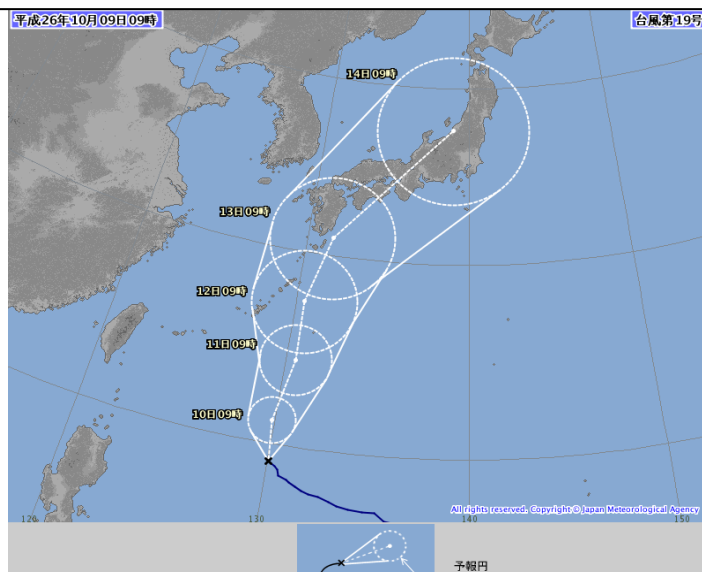 平成26年10月09日09時
台風第19号
14日09時
13日09時
12日09時
11日09時
10日09時
All rights reserved. Copyright © Japan Meteorological Agency
120
130
140
150
予報円